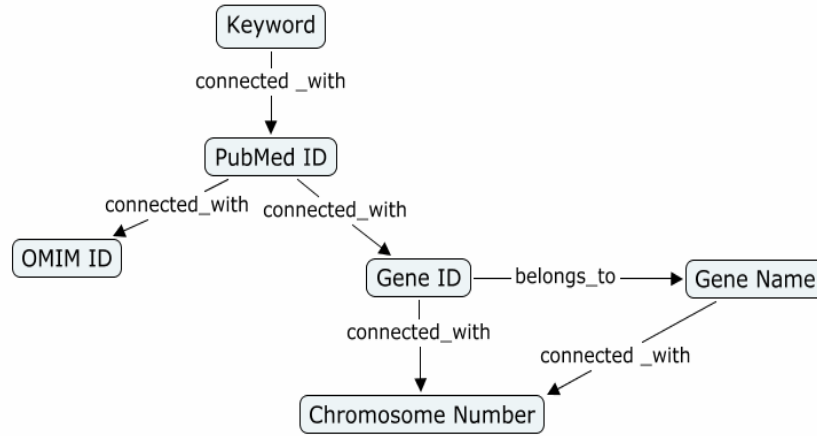 Keyword
connected _with
PubMed ID
connected_with
connected_with
OMIM ID
Gene ID
belongs_to
Gene Name
connected_with
connected _with
Chromosome Number